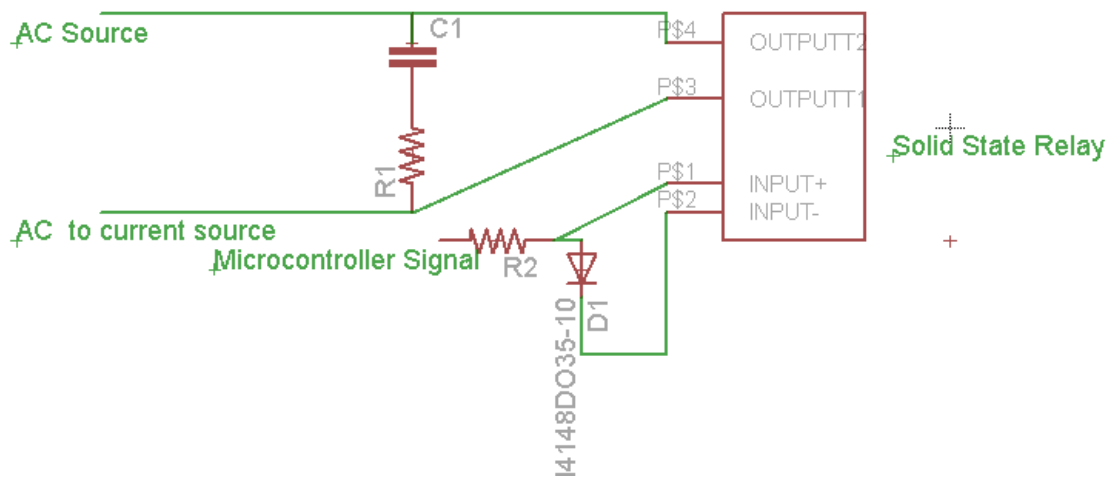 AC Source
C1
P$4
OUTPUTT2
P$3
OUTPUTT1
Solid State Relay
R1
P$1
INPUT+
P$2
INPUT-
AC to current source
Microcontroller Signal
R2
D1
4148DO35-10